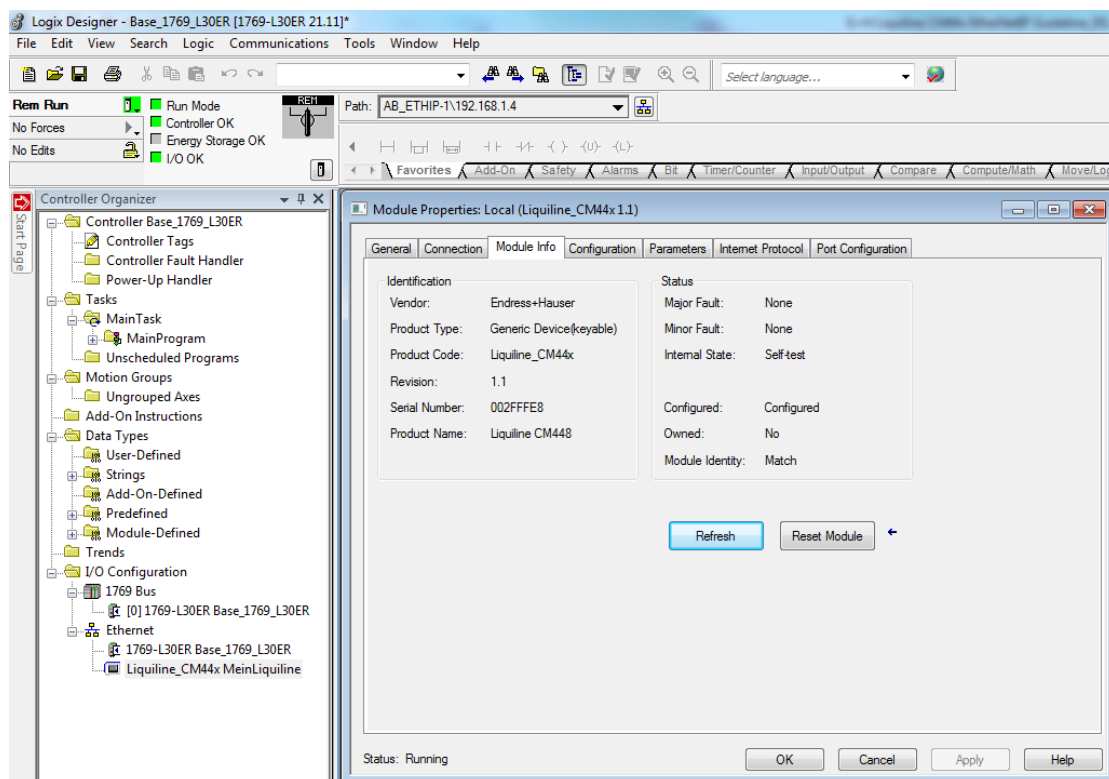 Logix Designer - Base_1769_L30ER [1769-L30ER 21.11]*
File Edit View Search Logic Communications Tools Window Help
Select language...
Rem Run
No Forces
No Edits
Run Mode
Controller OK
Energy Storage OK
I/O OK
REM
Path: AB_ETHIP-1\192.168.1.4
Favorites Add-On Safety Alarms Bit Timer/Counter Input/Output Compare Compute/Math Move/Log
Start Page
Controller Organizer
Controller Base_1769_L30ER
Controller Tags
Controller Fault Handler
Power-Up Handler
Tasks
MainTask
MainProgram
Unscheduled Programs
Motion Groups
Ungrouped Axes
Add-On Instructions
Data Types
User-Defined
Strings
Add-On-Defined
Predefined
Module-Defined
Trends
I/O Configuration
1769 Bus
[0] 1769-L30ER Base_1769_L30ER
Ethernet
1769-L30ER Base_1769_L30ER
Liquiline_CM44x MeinLiquiline
Module Properties: Local (Liquiline_CM44x 1.1)
General Connection Module Info Configuration Parameters Internet Protocol Port Configuration
Identification
Vendor: Endress+Hauser
Product Type: Generic Device(keyable)
Product Code: Liquiline_CM44x
Revision: 1.1
Serial Number: 002FFFE8
Product Name: Liquiline CM448
Status
Major Fault: None
Minor Fault: None
Internal State: Self-test
Configured: Configured
Owned: No
Module Identity: Match
Refresh Reset Module
Status: Running
OK Cancel Apply Help